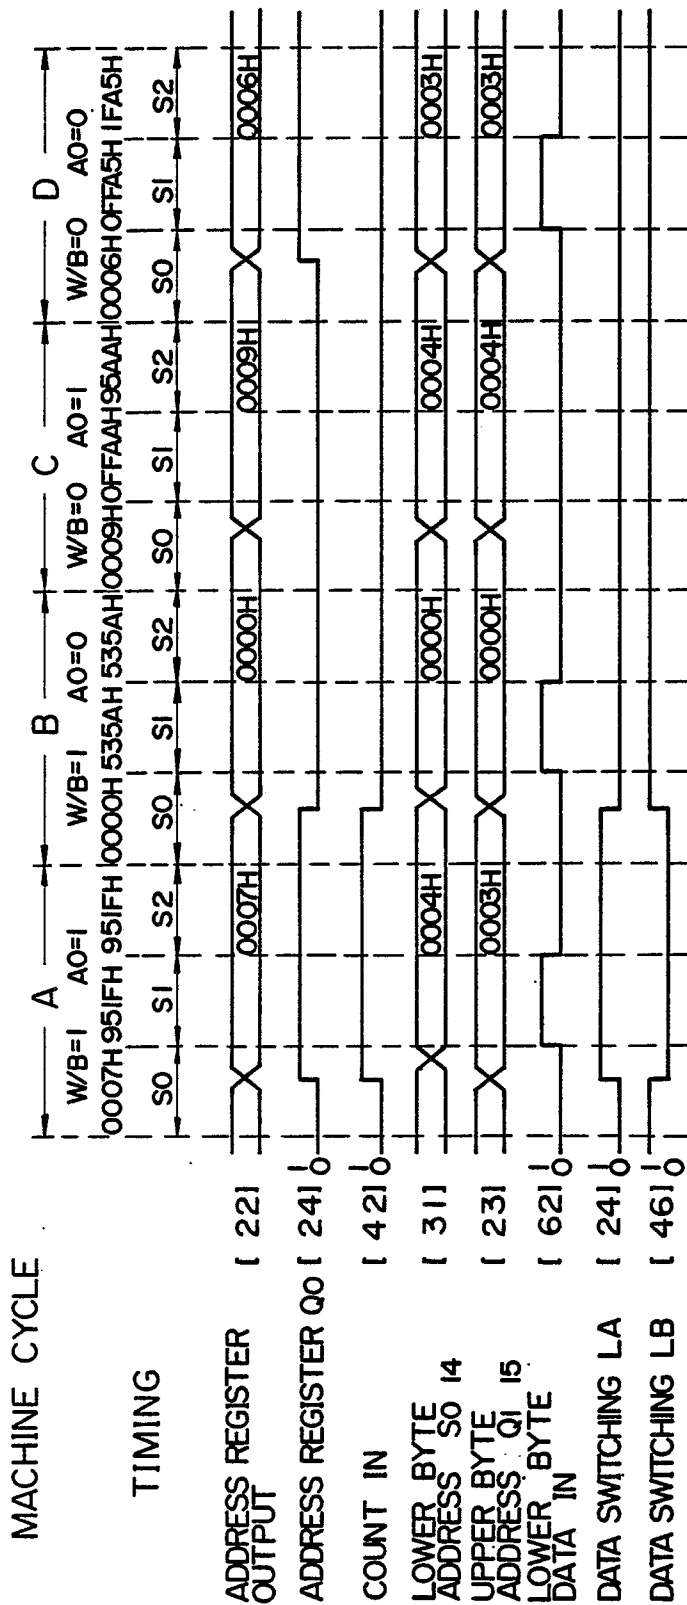 MACHINE CYCLE
A B C D
W/B=1 A0=1 W/B=1 A0=0 W/B=0 A0=1 W/B=0 A0=0
0007H 951FH 951FH 0000H 535AH 535AH 0009H 0FFAAH 95AAH 0006H 0FFA5H 1FA5H
TIMING
S0 S1 S2 S0 S1 S2 S0 S1 S2 S0 S1 S2
ADDRESS REGISTER
OUTPUT [ 22] 0007H 0000H 0009H 0006H
ADDRESS REGISTER Q0 [ 24] 1 0
COUNT IN [ 42] 1 0
LOWER BYTE
ADDRESS S0 14 [ 31] 0004H 0000H 0004H 0003H
UPPER BYTE
ADDRESS Q1 15 [ 23] 0003H 0000H 0004H 0003H
LOWER BYTE
DATA IN [ 62] 1 0
DATA SWITCHING LA [ 24] 1 0
DATA SWITCHING LB [ 46] 1 0